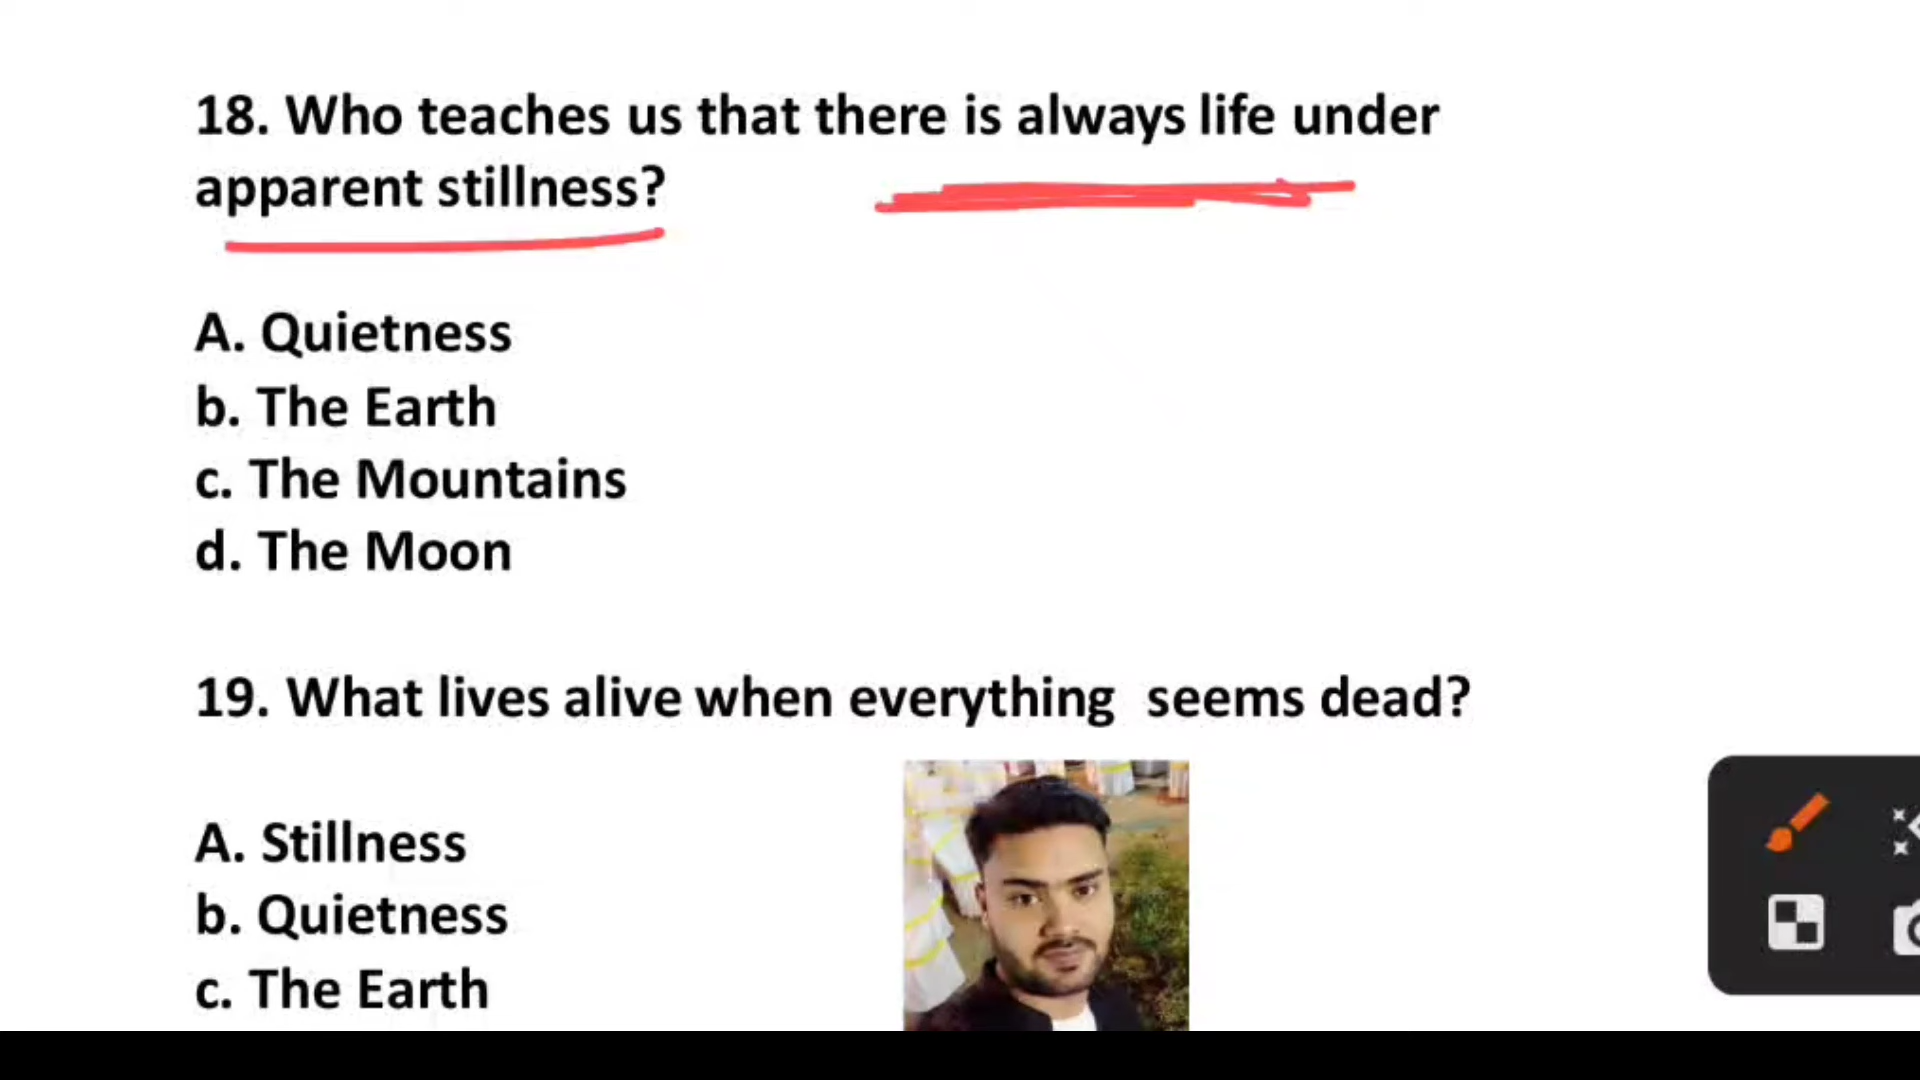 18. Who teaches us that there is always life under
apparent stillness?
A. Quietness
b. The Earth
c. The Mountains
d. The Moon
19. What lives alive when everything  seems dead?
A. Stillness
b. Quietness
c. The Earth